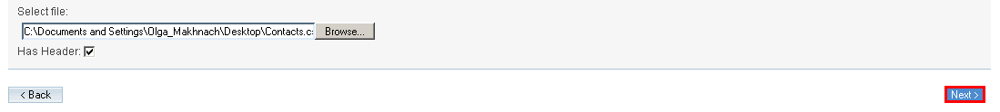 Select file:
C:\Documents and Settings\Olga_Makhnach\Desktop\Contacts.c Browse...
Has Header:
< Back Next >